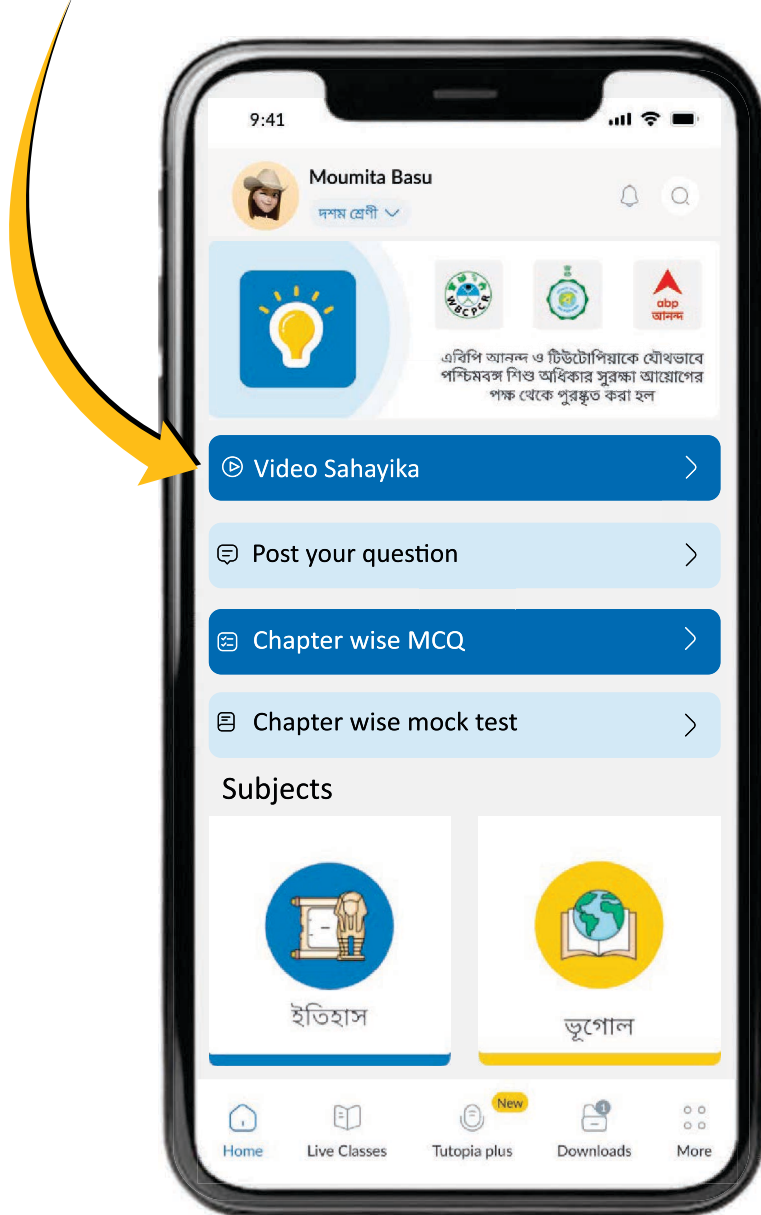 9:41
Moumita Basu
দশম শ্রেণী
WBCPCR
abp
আনন্দ
এবিপি আনন্দ ও টিউটোপিয়াকে যৌথভাবে
পশ্চিমবঙ্গ শিশু অধিকার সুরক্ষা আয়োগের
পক্ষ থেকে পুরষ্কৃত করা হল
Video Sahayika
Post your question
Chapter wise MCQ
Chapter wise mock test
Subjects
ইতিহাস
ভূগোল
New
1
Home
Live Classes
Tutopia plus
Downloads
More